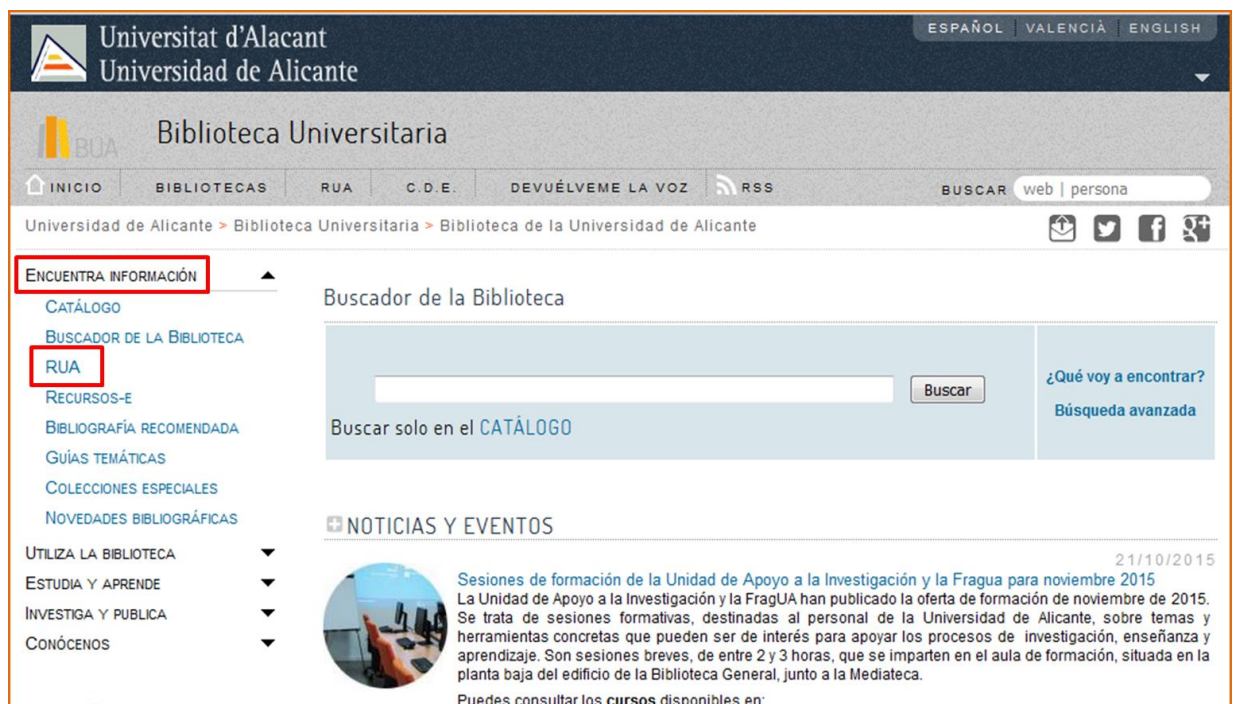 Universitat d'Alacant
Universidad de Alicante
ESPAÑOL VALENCIÀ ENGLISH
BUA
Biblioteca Universitaria
INICIO BIBLIOTECAS RUA C.D.E. DEVUÉLVEME LA VOZ RSS BUSCAR web | persona
Universidad de Alicante > Biblioteca Universitaria > Biblioteca de la Universidad de Alicante
ENCUENTRA INFORMACIÓN
CATÁLOGO
BUSCADOR DE LA BIBLIOTECA
RUA
RECURSOS-E
BIBLIOGRAFÍA RECOMENDADA
GUÍAS TEMÁTICAS
COLECCIONES ESPECIALES
NOVEDADES BIBLIOGRÁFICAS
UTILIZA LA BIBLIOTECA
ESTUDIA Y APRENDE
INVESTIGA Y PUBLICA
CONÓCENOS
Buscador de la Biblioteca
Buscar
Buscar solo en el CATÁLOGO
¿Qué voy a encontrar?
Búsqueda avanzada
NOTICIAS Y EVENTOS
21/10/2015
Sesiones de formación de la Unidad de Apoyo a la Investigación y la Fragua para noviembre 2015
La Unidad de Apoyo a la Investigación y la FragUA han publicado la oferta de formación de noviembre de 2015.
Se trata de sesiones formativas, destinadas al personal de la Universidad de Alicante, sobre temas y
herramientas concretas que pueden ser de interés para apoyar los procesos de investigación, enseñanza y
aprendizaje. Son sesiones breves, de entre 2 y 3 horas, que se imparten en el aula de formación, situada en la
planta baja del edificio de la Biblioteca General, junto a la Mediateca.
Puedes consultar los cursos disponibles en: